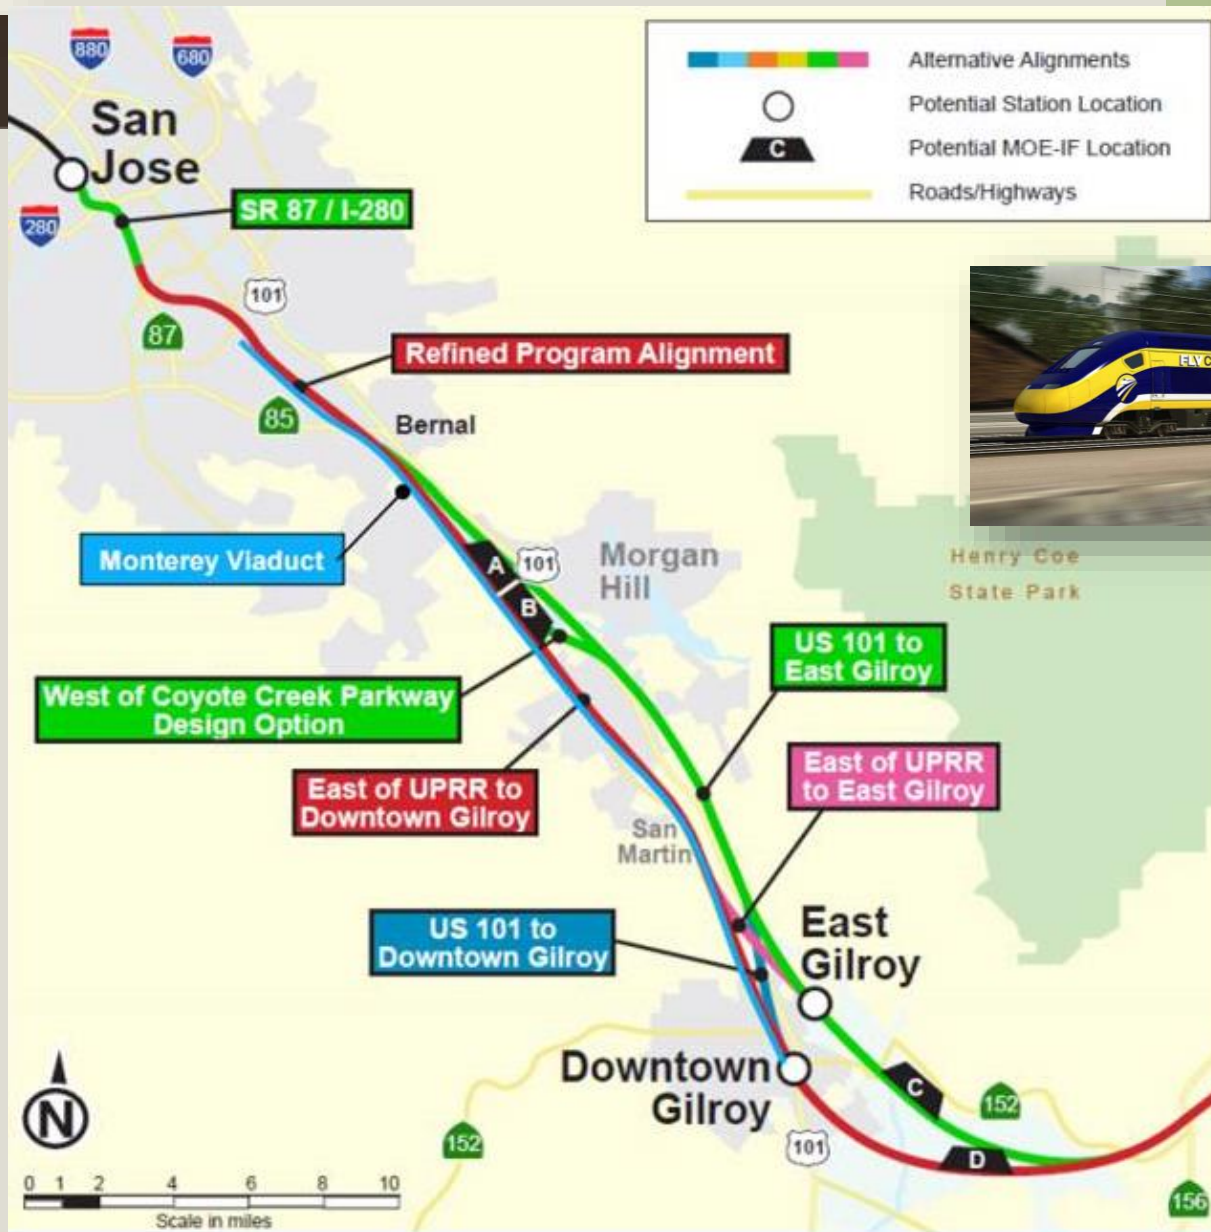 880
680
San
Jose
280
SR 87 / I-280
101
87
Refined Program Alignment
85
Bernal
Monterey Viaduct
A
101
B
Morgan
Hill
West of Coyote Creek Parkway
Design Option
US 101 to
East Gilroy
East of UPRR to
Downtown Gilroy
East of UPRR
to East Gilroy
San
Martin
US 101 to
Downtown Gilroy
East
Gilroy
Downtown
Gilroy
C
152
D
101
152
156
N
0 1 2 4 6 8 10
Scale in miles
Alternative Alignments
Potential Station Location
C
Potential MOE-IF Location
Roads/Highways
FLY C
Henry Coe
State Park